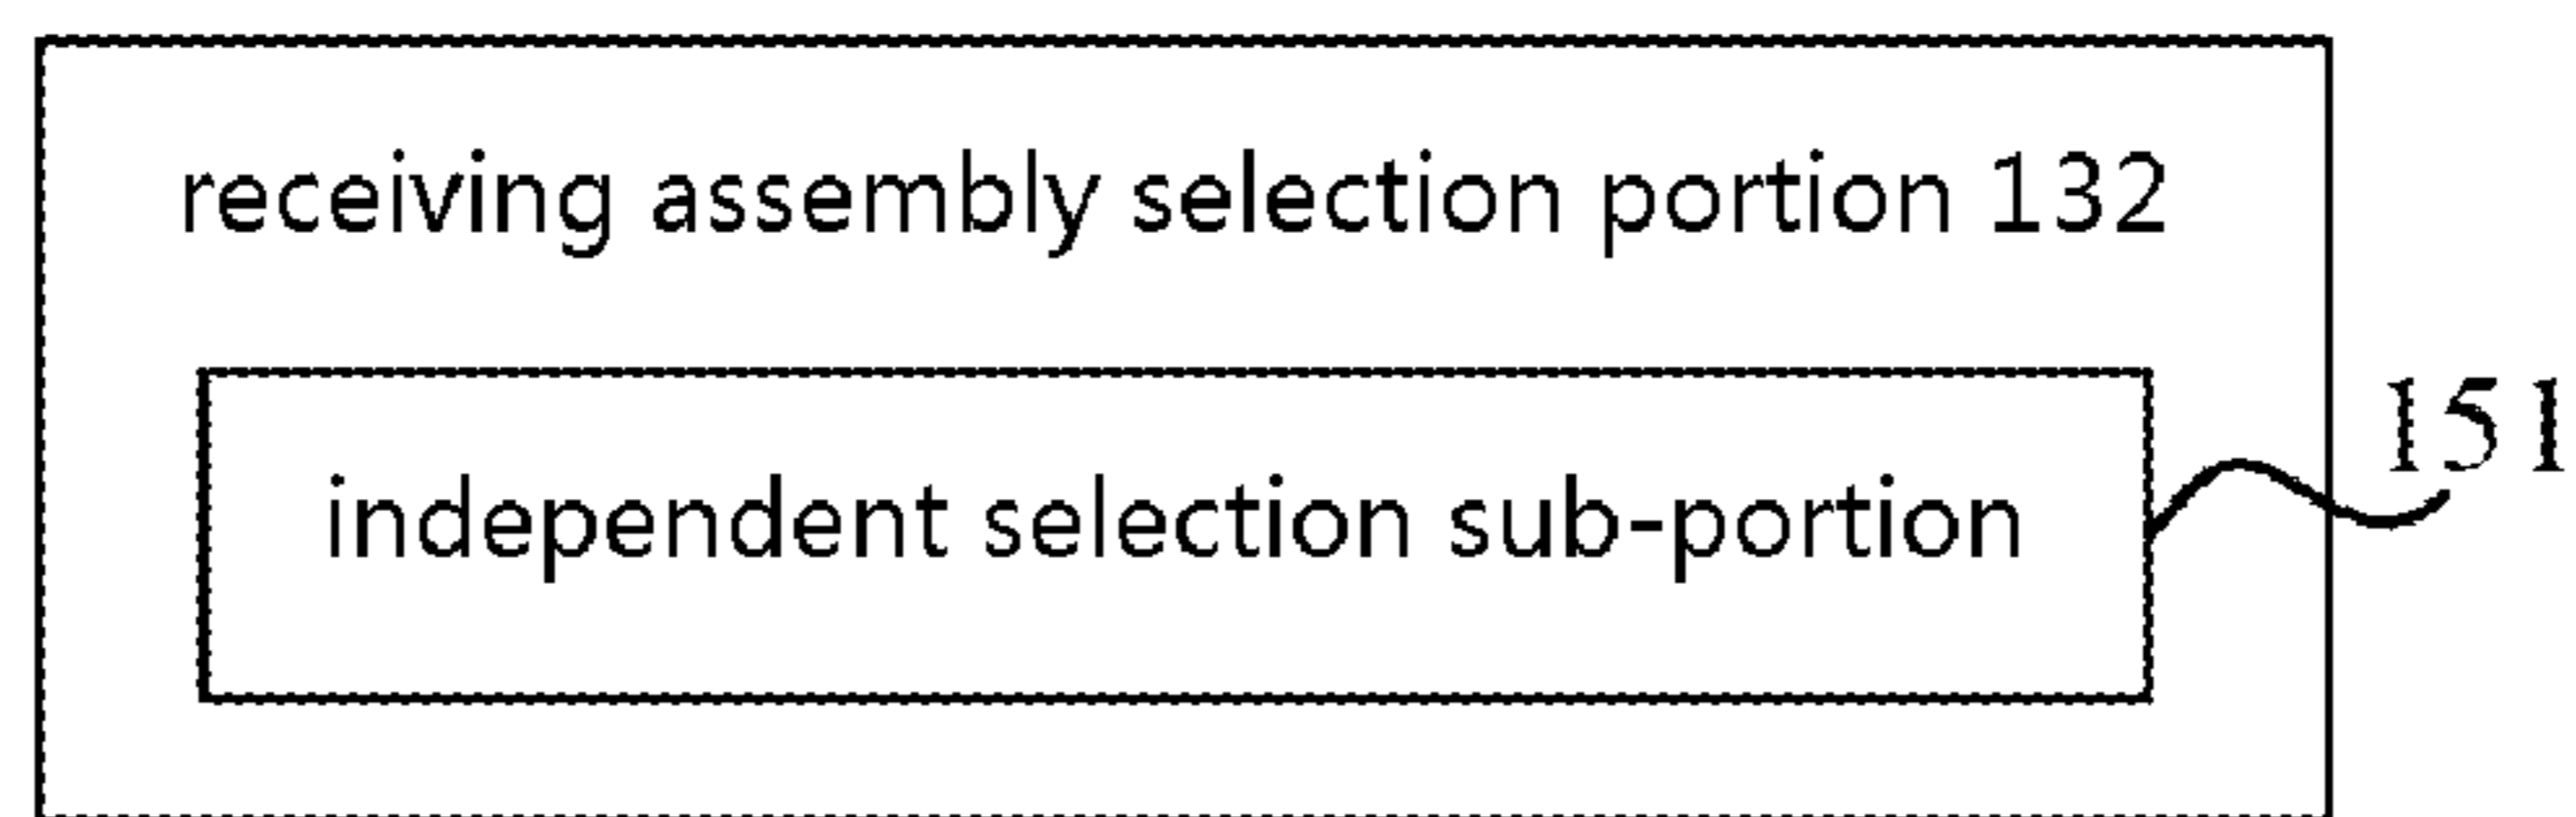 receiving assembly selection portion 132
151
independent selection sub-portion